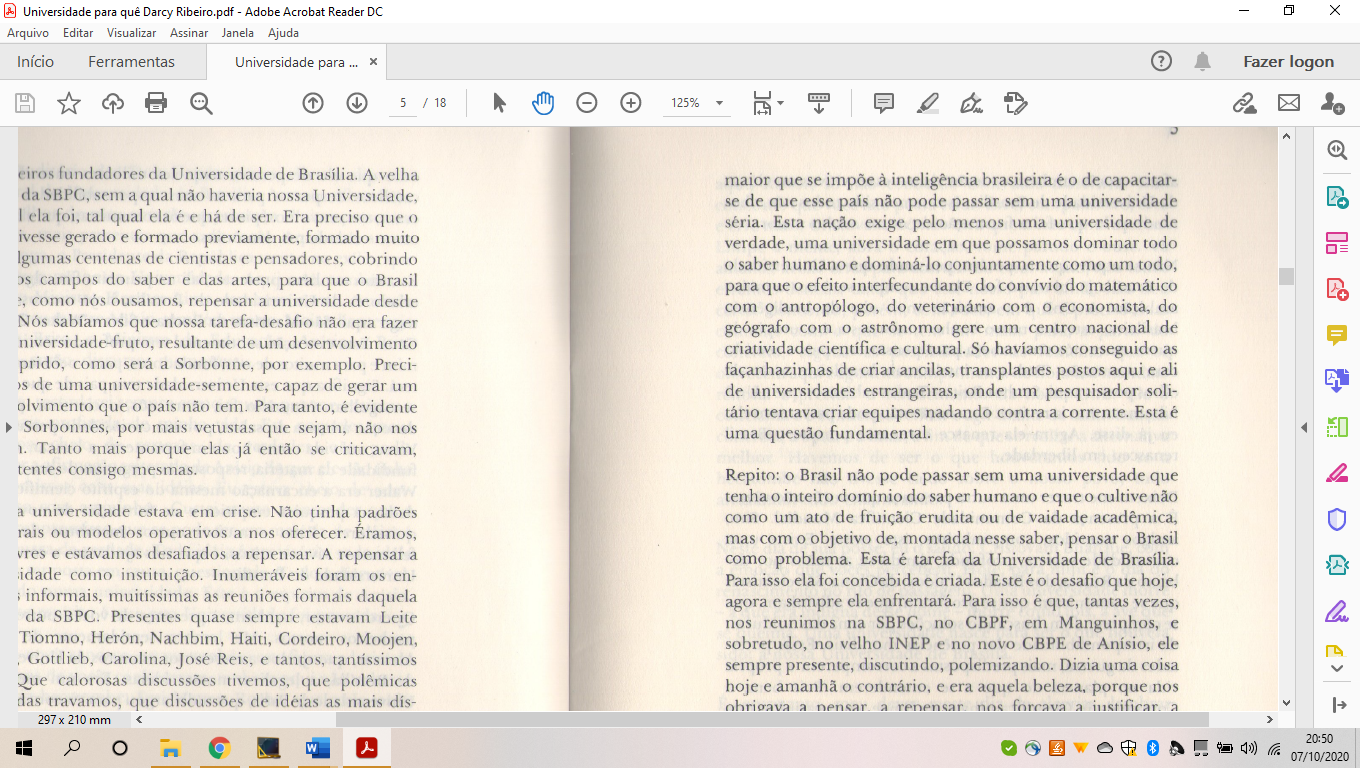 Universidade para quê Darcy Ribeiro.pdf - Adobe Acrobat Reader DC
Arquivo Editar Visualizar Assinar Janela Ajuda
Início Ferramentas Universidade para ... × Fazer logon
5 / 18 125%
eiros fundadores da Universidade de Brasília. A velha
da SBPC, sem a qual não haveria nossa Universidade,
l ela foi, tal qual ela é e há de ser. Era preciso que o
ivesse gerado e formado previamente, formado muito
lgumas centenas de cientistas e pensadores, cobrindo
os campos do saber e das artes, para que o Brasil
e, como nós ousamos, repensar a universidade desde
Nós sabíamos que nossa tarefa-desafio não era fazer
niversidade-fruto, resultante de um desenvolvimento
prido, como será a Sorbonne, por exemplo. Preci-
os de uma universidade-semente, capaz de gerar um
olvimento que o país não tem. Para tanto, é evidente
Sorbonnes, por mais vetustas que sejam, não nos
n. Tanto mais porque elas já então se criticavam,
tentes consigo mesmas.
a universidade estava em crise. Não tinha padrões
rais ou modelos operativos a nos oferecer. Éramos,
vres e estávamos desafiados a repensar. A repensar a
sidade como instituição. Inumeráveis foram os en-
s informais, muitíssimas as reuniões formais daquela
da SBPC. Presentes quase sempre estavam Leite
Tiomno, Herón, Nachbim, Haiti, Cordeiro, Moojen,
, Gottlieb, Carolina, José Reis, e tantos, tantíssimos
Que calorosas discussões tivemos, que polêmicas
das travamos, que discussões de idéias as mais dís-
maior que se impõe à inteligência brasileira é o de capacitar-
se de que esse país não pode passar sem uma universidade
séria. Esta nação exige pelo menos uma universidade de
verdade, uma universidade em que possamos dominar todo
o saber humano e dominá-lo conjuntamente como um todo,
para que o efeito interfecundante do convívio do matemático
com o antropólogo, do veterinário com o economista, do
geógrafo com o astrônomo gere um centro nacional de
criatividade científica e cultural. Só havíamos conseguido as
façanhazinhas de criar ancilas, transplantes postos aqui e ali
de universidades estrangeiras, onde um pesquisador soli-
tário tentava criar equipes nadando contra a corrente. Esta é
uma questão fundamental.
Repito: o Brasil não pode passar sem uma universidade que
tenha o inteiro domínio do saber humano e que o cultive não
como um ato de fruição erudita ou de vaidade acadêmica,
mas com o objetivo de, montada nesse saber, pensar o Brasil
como problema. Esta é tarefa da Universidade de Brasília.
Para isso ela foi concebida e criada. Este é o desafio que hoje,
agora e sempre ela enfrentará. Para isso é que, tantas vezes,
nos reunimos na SBPC, no CBPF, em Manguinhos, e
sobretudo, no velho INEP e no novo CBPE de Anísio, ele
sempre presente, discutindo, polemizando. Dizia uma coisa
hoje e amanhã o contrário, e era aquela beleza, porque nos
obrigava a pensar, a repensar, nos forçava a justificar, a
297 x 210 mm
20:50
07/10/2020